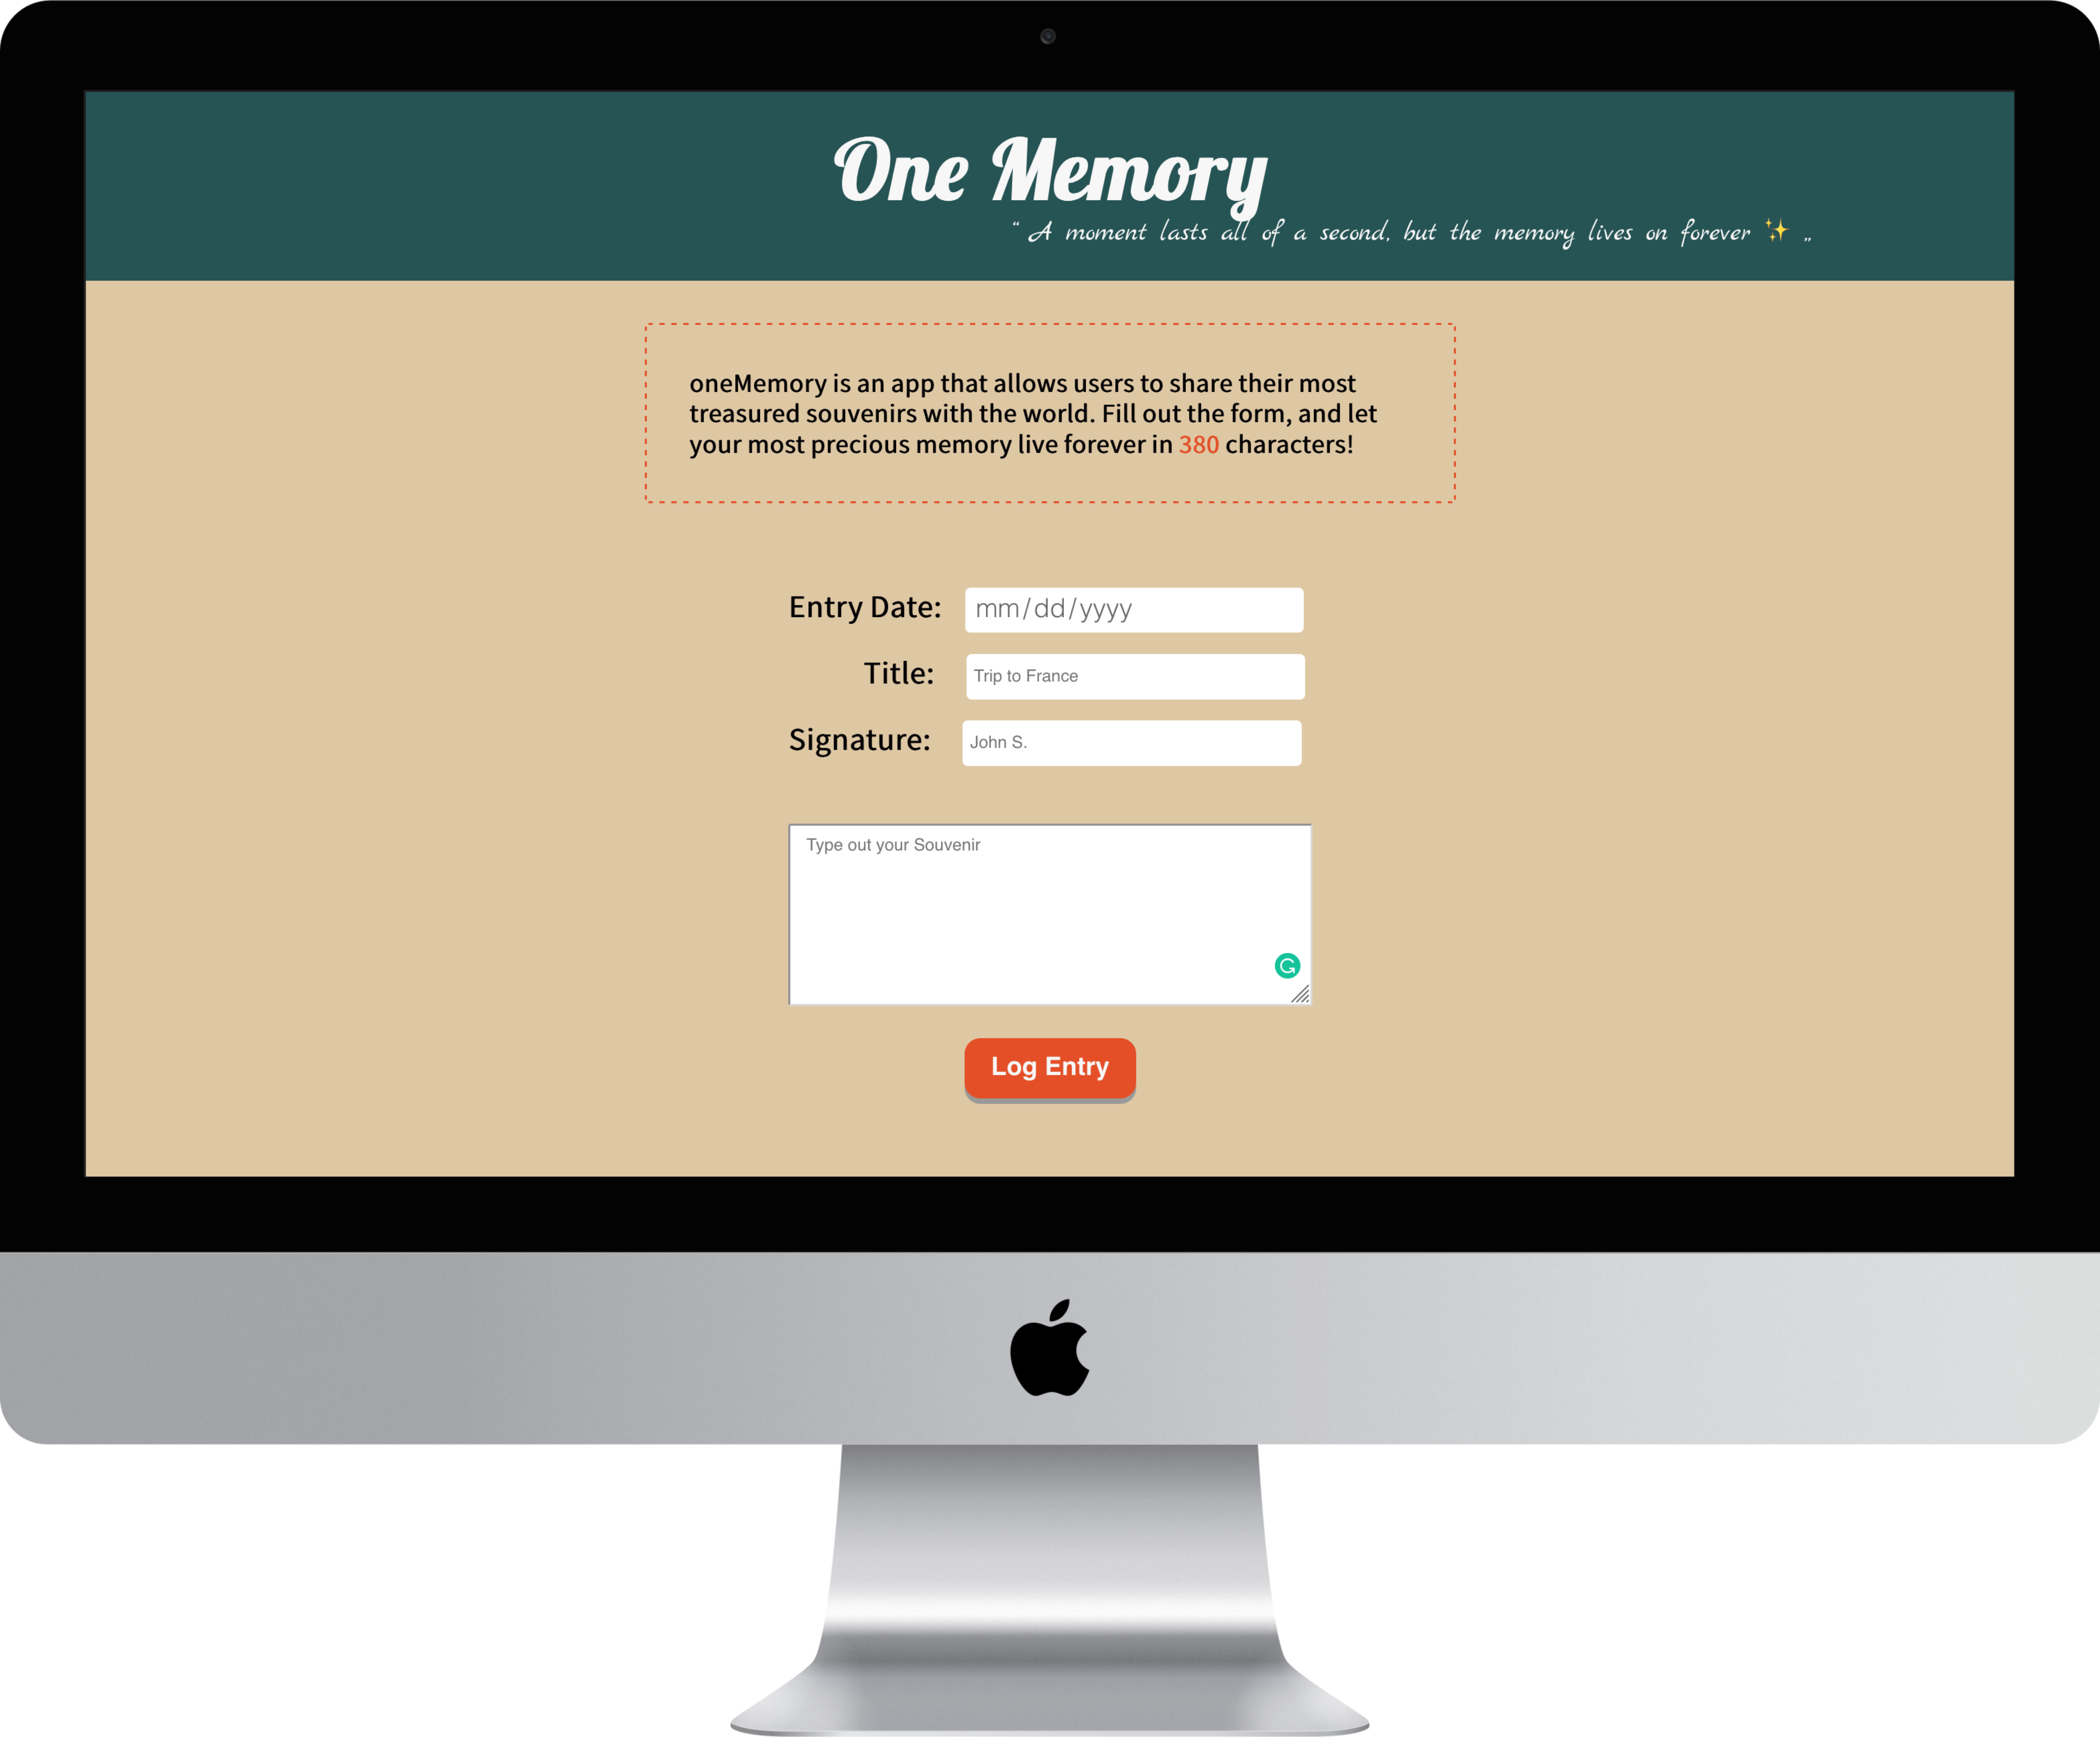 One Memory
“ A moment lasts all of a second, but the memory lives on forever ✨ „
oneMemory is an app that allows users to share their most
treasured souvenirs with the world. Fill out the form, and let
your most precious memory live forever in 380 characters!
Entry Date: mm/dd/yyyy
Title: Trip to France
Signature: John S.
Type out your Souvenir
Log Entry